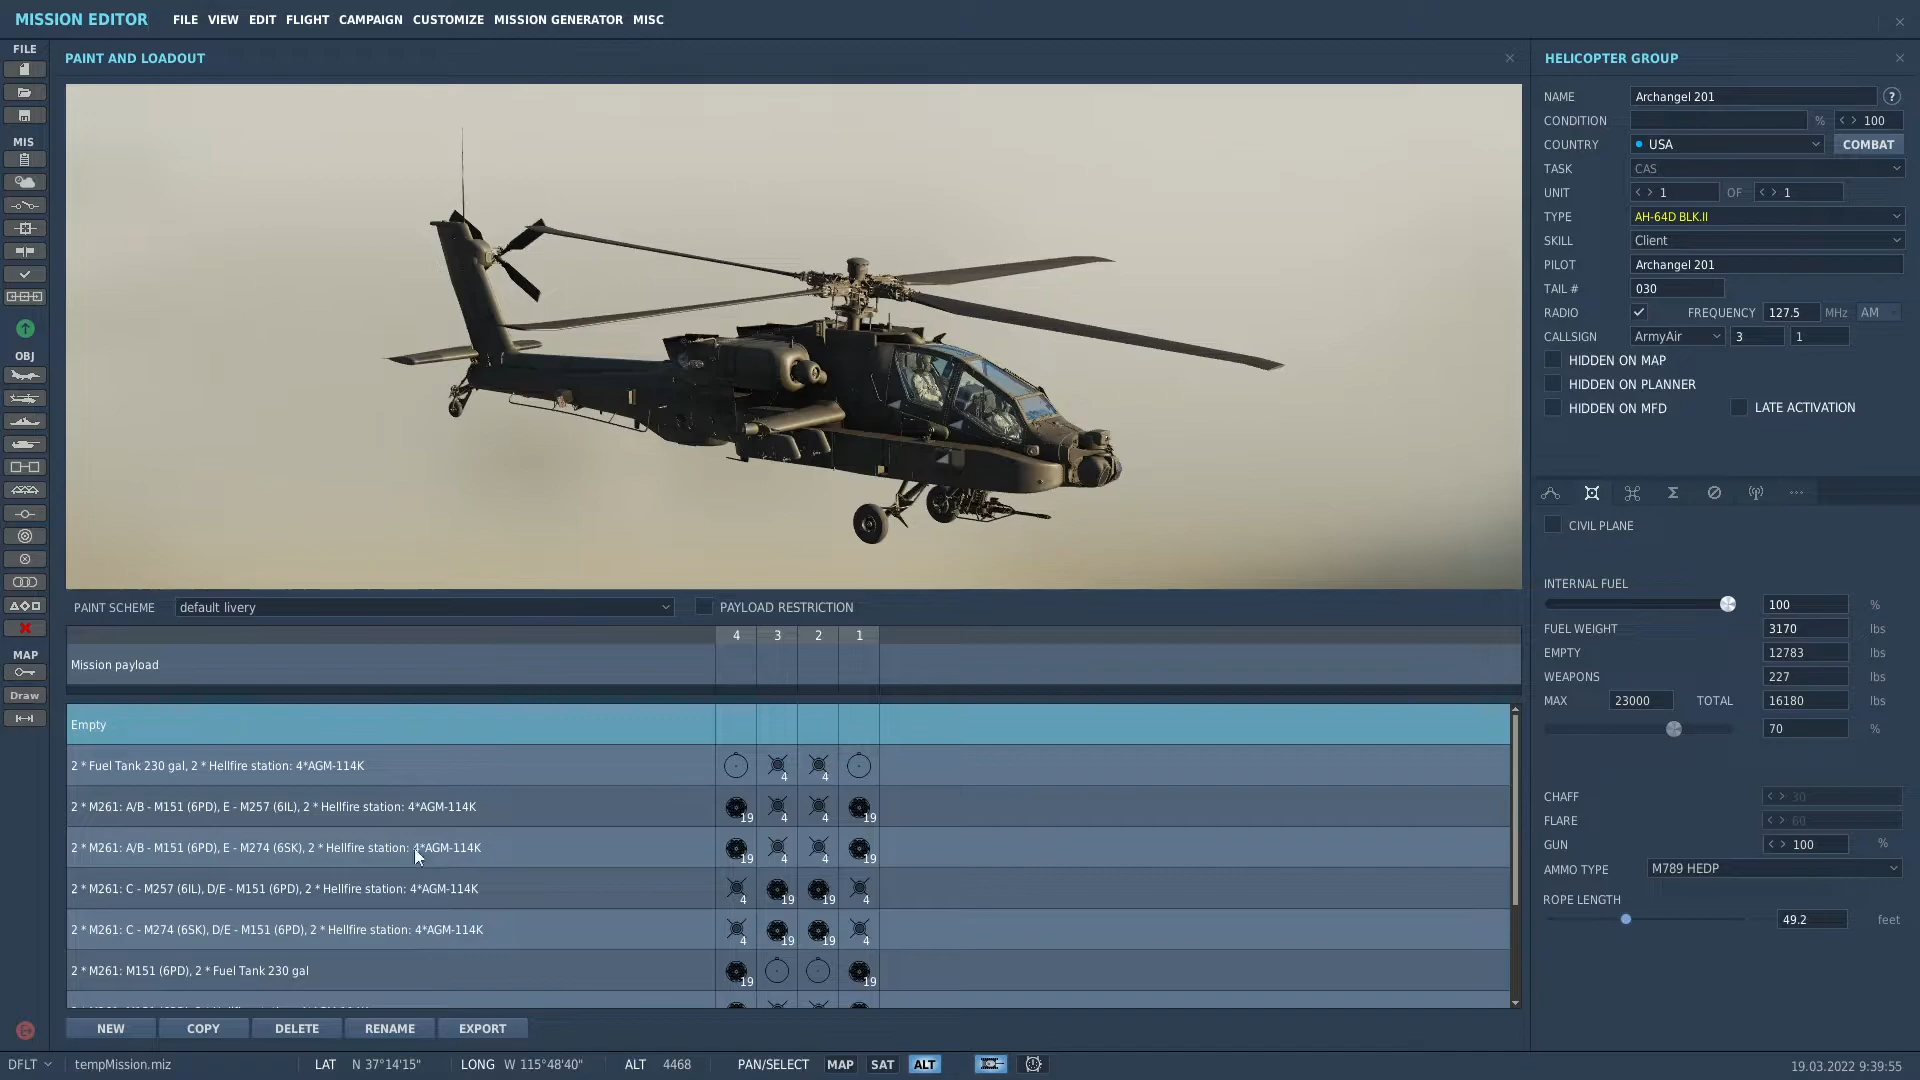 MISSION EDITOR FILE VIEW EDIT FLIGHT CAMPAIGN CUSTOMIZE MISSION GENERATOR MISC
FILE
MIS
OBJ
MAP
Draw
PAINT AND LOADOUT
PAINT SCHEME default livery PAYLOAD RESTRICTION
4 3 2 1
Mission payload
Empty
2 * Fuel Tank 230 gal, 2 * Hellfire station: 4*AGM-114K 4 4
2 * M261: A/B - M151 (6PD), E - M257 (6IL), 2 * Hellfire station: 4*AGM-114K 19 4 4 19
2 * M261: A/B - M151 (6PD), E - M274 (6SK), 2 * Hellfire station: 4*AGM-114K 19 4 4 19
2 * M261: C - M257 (6IL), D/E - M151 (6PD), 2 * Hellfire station: 4*AGM-114K 4 19 19 4
2 * M261: C - M274 (6SK), D/E - M151 (6PD), 2 * Hellfire station: 4*AGM-114K 4 19 19 4
2 * M261: M151 (6PD), 2 * Fuel Tank 230 gal 19 19
NEW COPY DELETE RENAME EXPORT
HELICOPTER GROUP
NAME Archangel 201 ?
CONDITION % < > 100
COUNTRY USA COMBAT
TASK CAS
UNIT < > 1 OF < > 1
TYPE AH-64D BLK.II
SKILL Client
PILOT Archangel 201
TAIL # 030
RADIO FREQUENCY 127.5 MHz AM
CALLSIGN ArmyAir 3 1
HIDDEN ON MAP
HIDDEN ON PLANNER
HIDDEN ON MFD LATE ACTIVATION
CIVIL PLANE
INTERNAL FUEL
100 %
FUEL WEIGHT 3170 lbs
EMPTY 12783 lbs
WEAPONS 227 lbs
MAX 23000 TOTAL 16180 lbs
70 %
CHAFF < > 30
FLARE < > 60
GUN < > 100 %
AMMO TYPE M789 HEDP
ROPE LENGTH
49.2 feet
DFLT tempMission.miz LAT N 37°14'15" LONG W 115°48'40" ALT 4468 PAN/SELECT MAP SAT ALT 19.03.2022 9:39:55